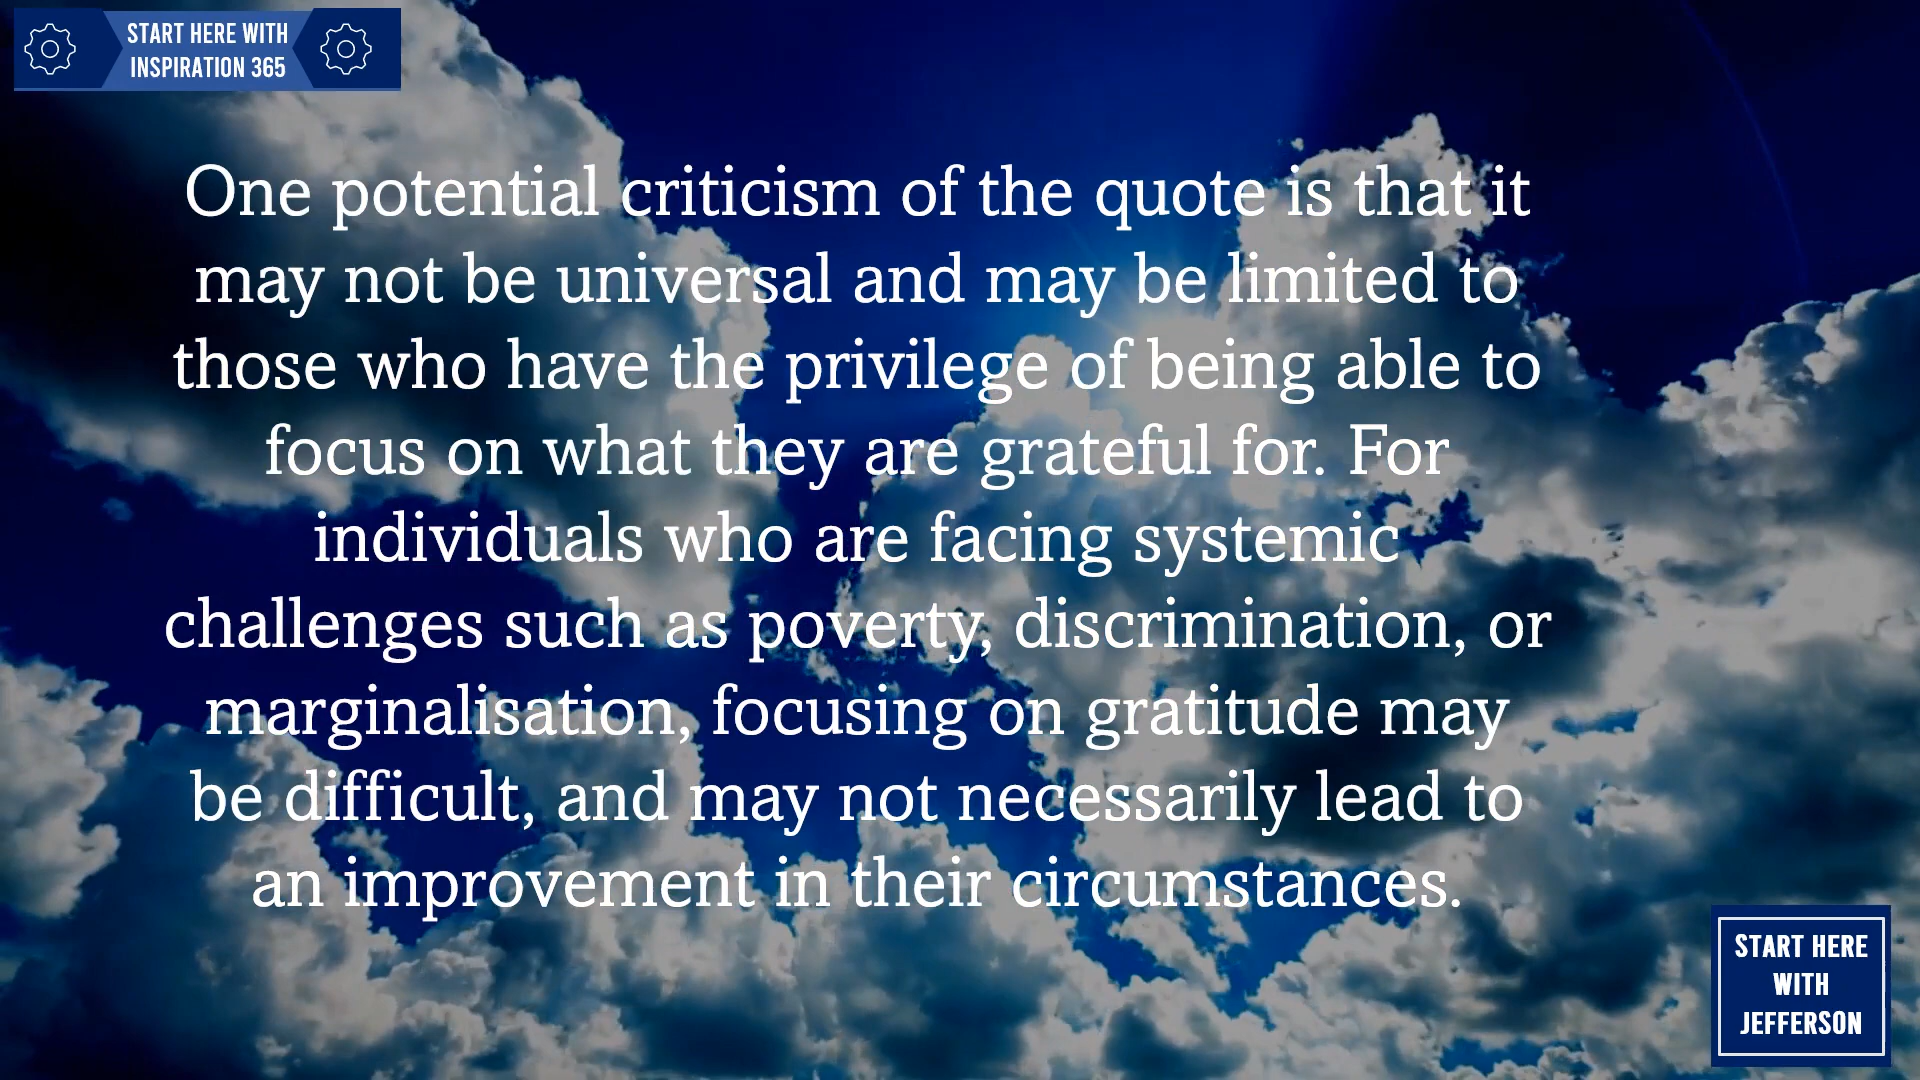 START HERE WITH
INSPIRATION 365
One potential criticism of the quote is that it
may not be universal and may be limited to
those who have the privilege of being able to
focus on what they are grateful for. For
individuals who are facing systemic
challenges such as poverty, discrimination, or
marginalisation, focusing on gratitude may
be difficult, and may not necessarily lead to
an improvement in their circumstances.
START HERE
WITH
JEFFERSON